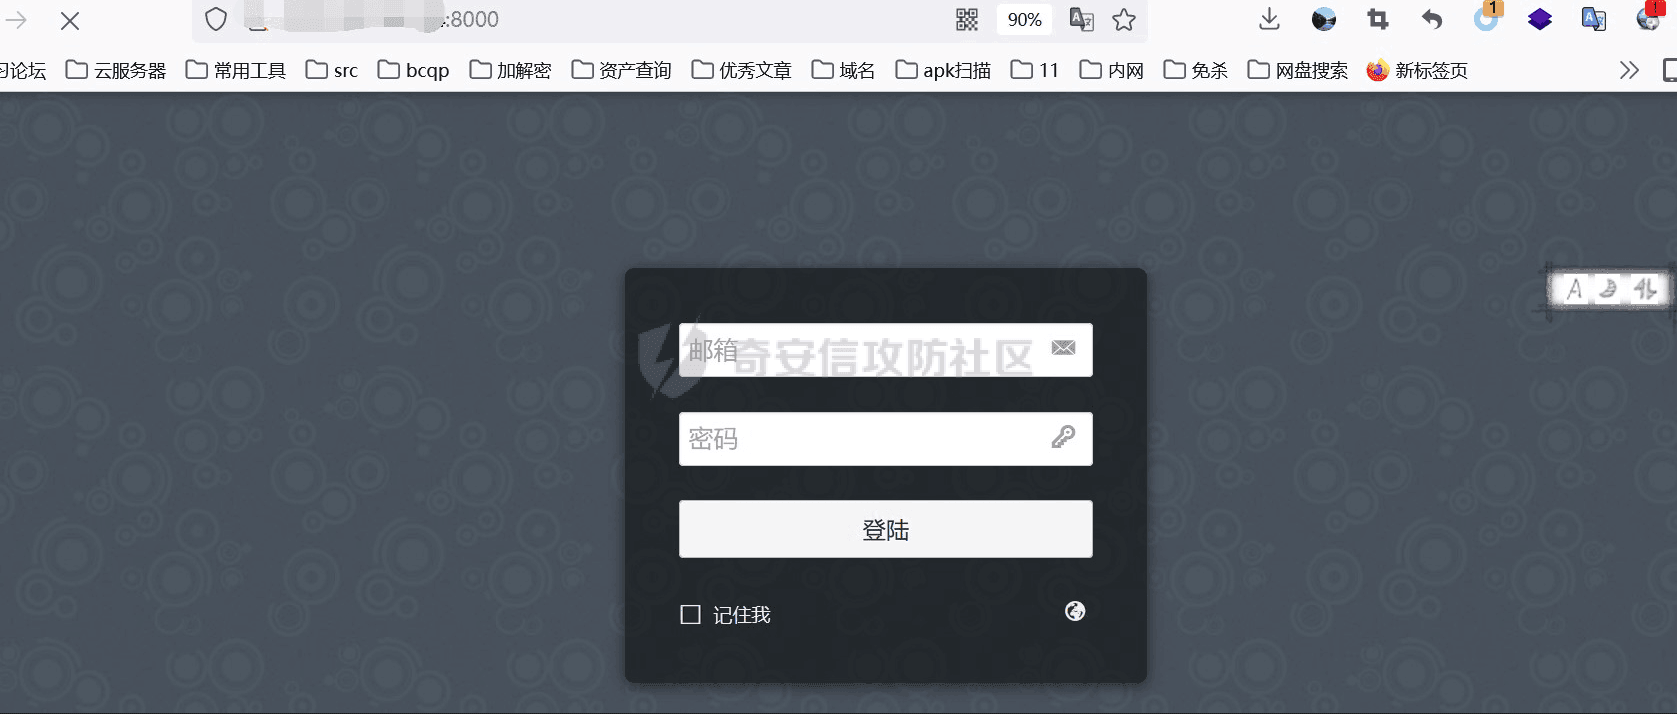 :8000
90%
1
习论坛 云服务器 常用工具 src bcqp 加解密 资产查询 优秀文章 域名 apk扫描 11 内网 免杀 网盘搜索 新标签页
邮箱
奇安信攻防社区
密码
登陆
记住我